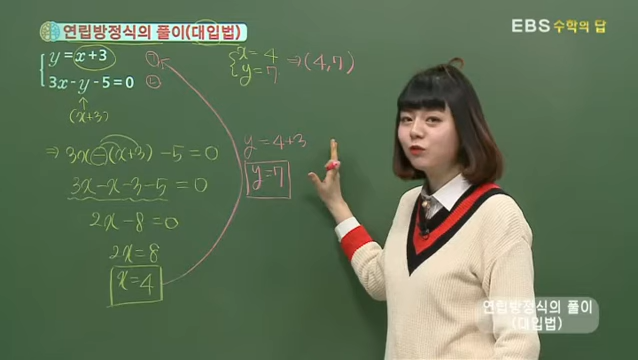 연립방정식의 풀이(대입법)
EBS 수학의 답
y=x+3 ㉠
3x-y-5=0 ㉡
(x+3)
x=4
y=7
⇒(4,7)
⇒ 3x-(x+3)-5=0
3x-x-3-5=0
2x-8=0
2x=8
x=4
y=4+3
y=7
연립방정식의 풀이
(대입법)